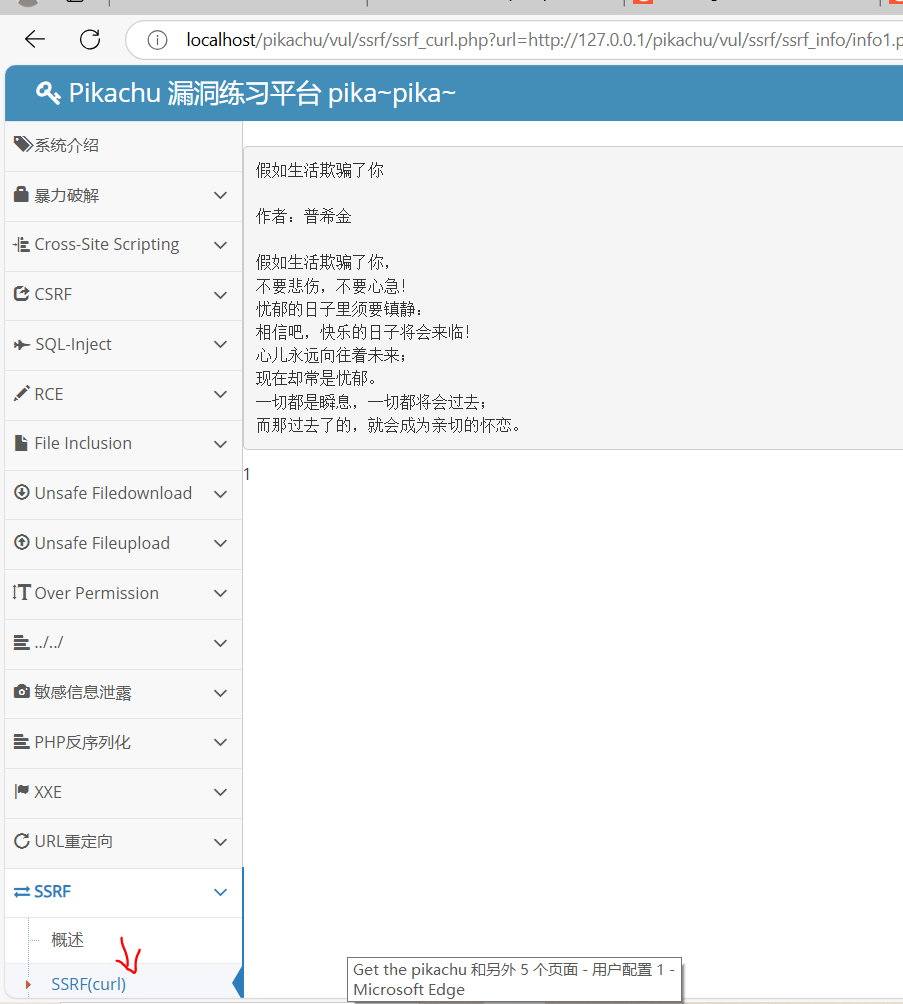 localhost/pikachu/vul/ssrf/ssrf_curl.php?url=http://127.0.0.1/pikachu/vul/ssrf/ssrf_info/info1.p
Pikachu 漏洞练习平台 pika~pika~
系统介绍
暴力破解
Cross-Site Scripting
CSRF
SQL-Inject
RCE
File Inclusion
Unsafe Filedownload
Unsafe Fileupload
Over Permission
../../
敏感信息泄露
PHP反序列化
XXE
URL重定向
SSRF
概述
SSRF(curl)
假如生活欺骗了你
作者：普希金
假如生活欺骗了你，
不要悲伤，不要心急！
忧郁的日子里须要镇静：
相信吧，快乐的日子将会来临！
心儿永远向往着未来；
现在却常是忧郁。
一切都是瞬息，一切都将会过去；
而那过去了的，就会成为亲切的怀恋。
1
Get the pikachu 和另外 5 个页面 - 用户配置 1 -
Microsoft Edge